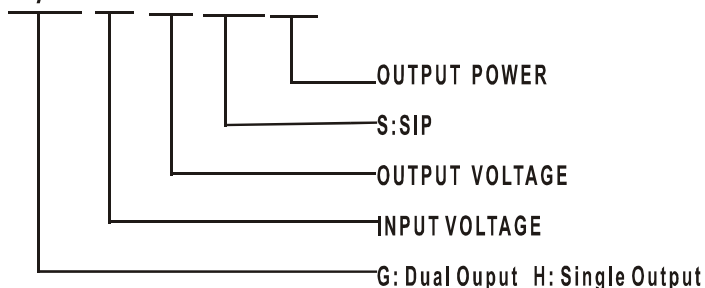 OUTPUT POWER
S:SIP
OUTPUT VOLTAGE
INPUT VOLTAGE
G: Dual Ouput H: Single Output